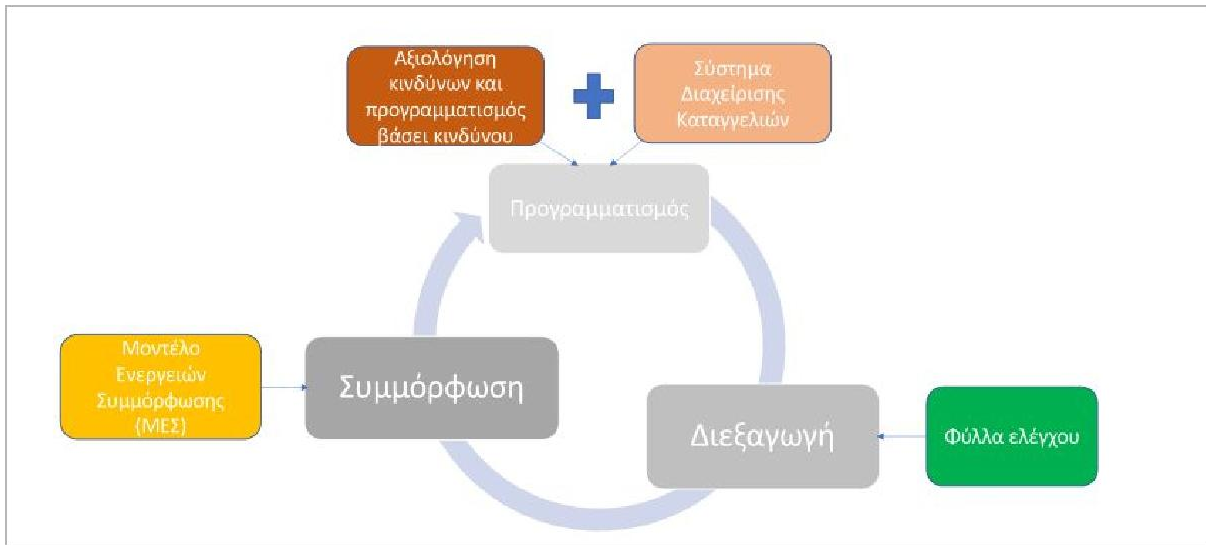 Αξιολόγηση
κινδύνων και
προγραμματισμός
βάσει κινδύνου
Σύστημα
Διαχείρισης
Καταγγελιών
Προγραμματισμός
Μοντέλο
Ενεργειών
Συμμόρφωσης
(ΜΕΣ)
Συμμόρφωση
Διεξαγωγή
Φύλλα ελέγχου